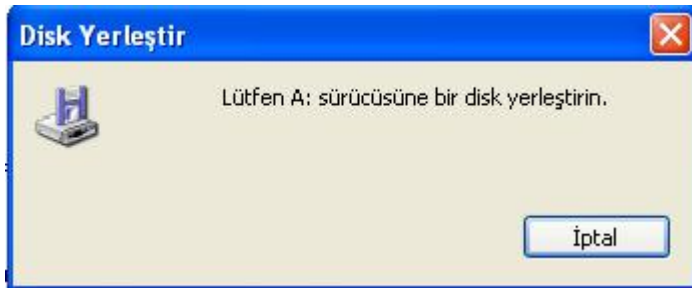 Disk Yerleştir
Lütfen A: sürücüsüne bir disk yerleştirin.
İptal